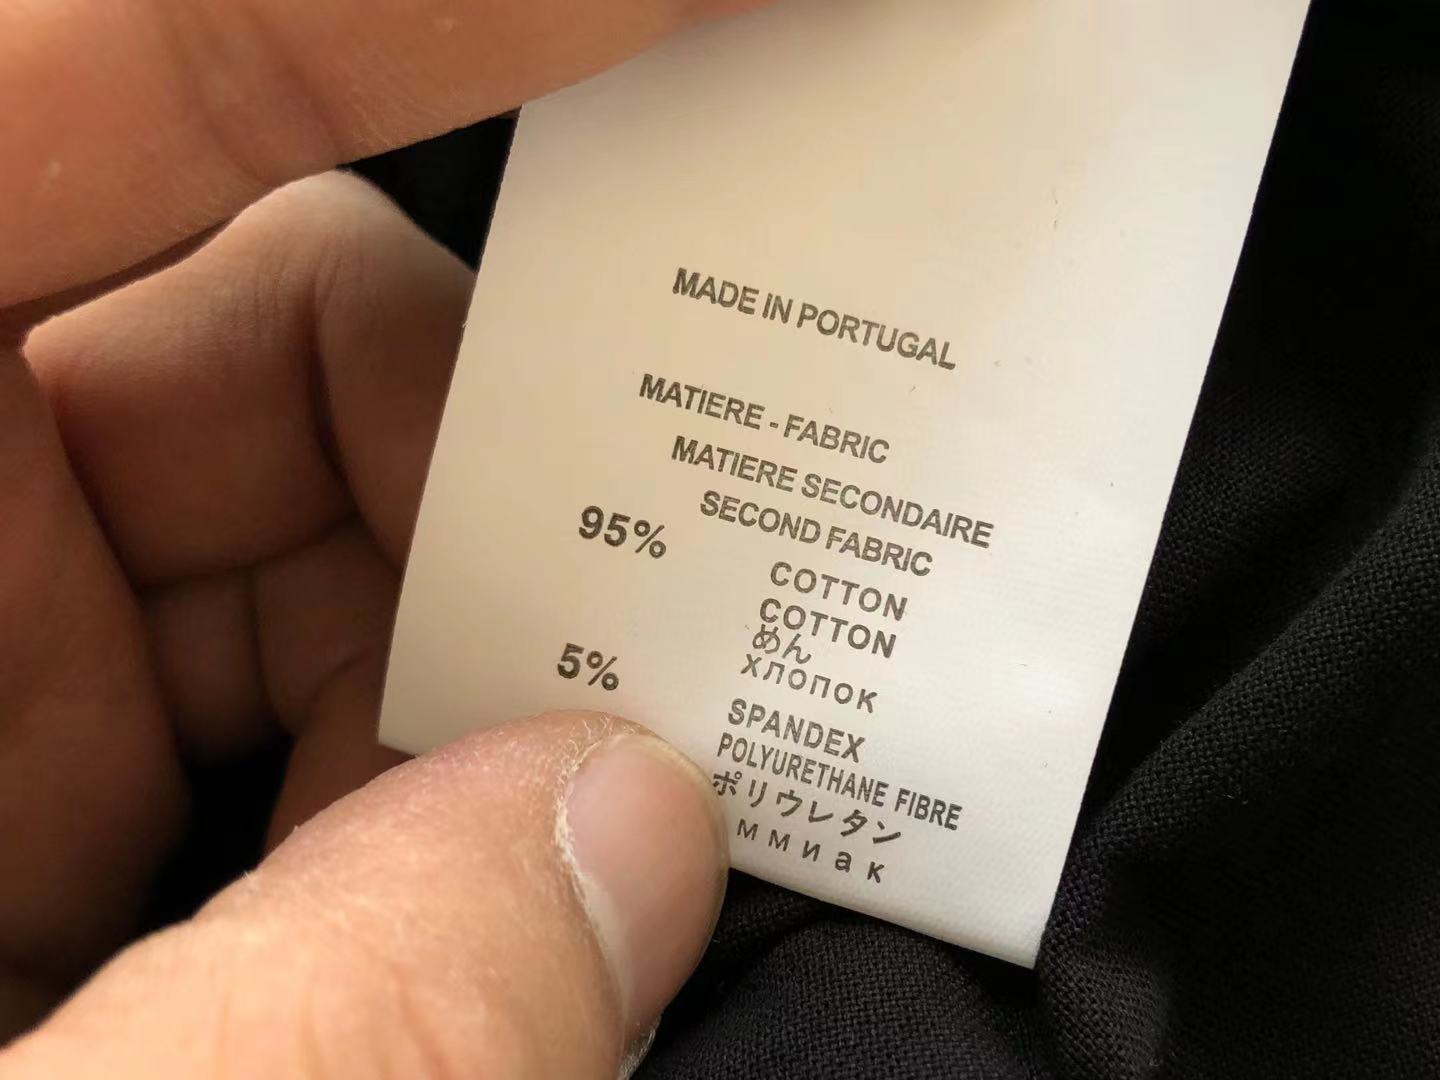 MADE IN PORTUGAL
MATIERE - FABRIC
MATIERE SECONDAIRE
SECOND FABRIC
95% COTTON
COTTON
めん
хлопок
5% SPANDEX
POLYURETHANE FIBRE
ポリウレタン
ммиак